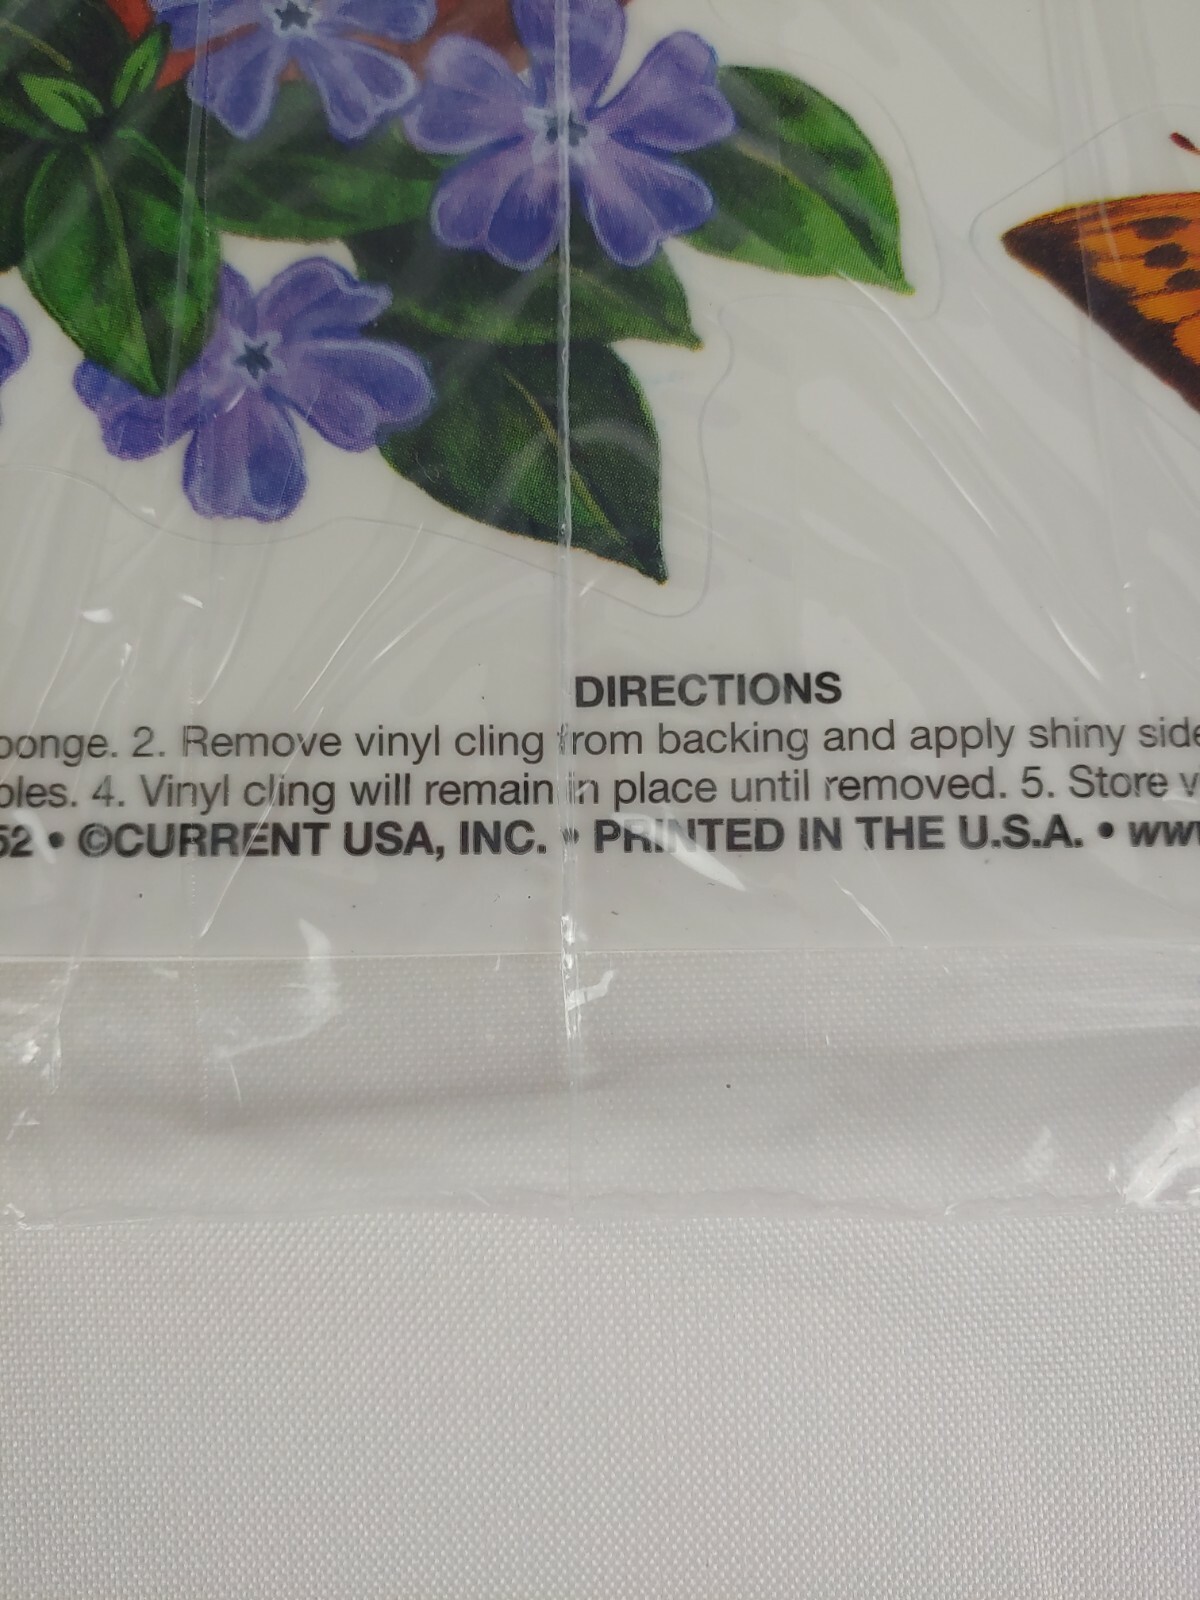 DIRECTIONS
ponge. 2. Remove vinyl cling from backing and apply shiny side
oles. 4. Vinyl cling will remain in place until removed. 5. Store v
52 • ©CURRENT USA, INC. • PRINTED IN THE U.S.A. • www